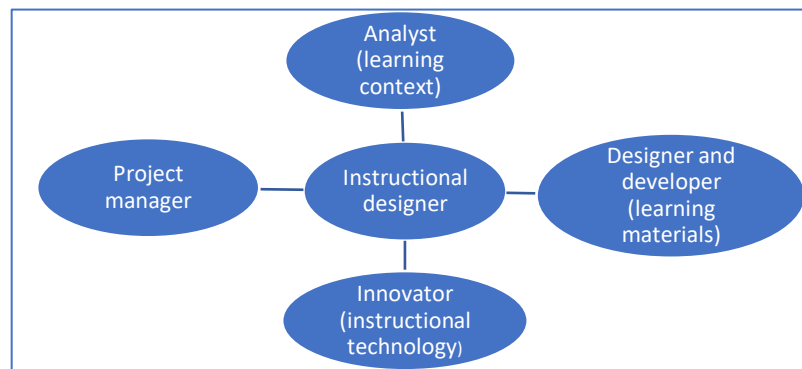 Analyst
(learning
context)
Project
manager
Instructional
designer
Designer and
developer
(learning
materials)
Innovator
(instructional
technology)